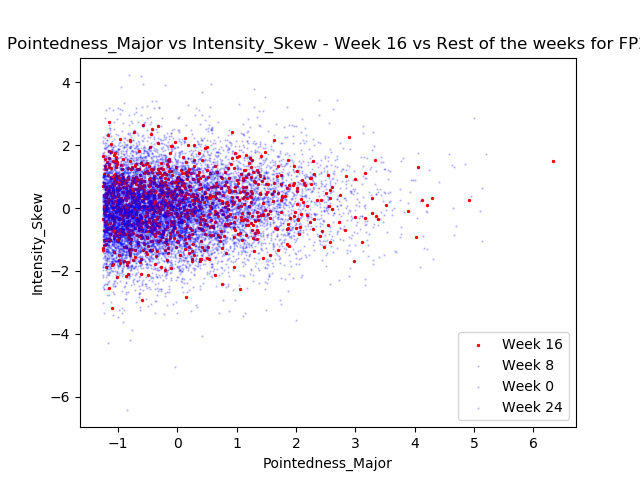 Pointedness_Major vs Intensity_Skew - Week 16 vs Rest of the weeks for
4
2
0
−2
−4
−6
Intensity_Skew
Week 16
Week 8
Week 0
Week 24
−1
0
1
2
3
4
5
6
Pointedness_Major